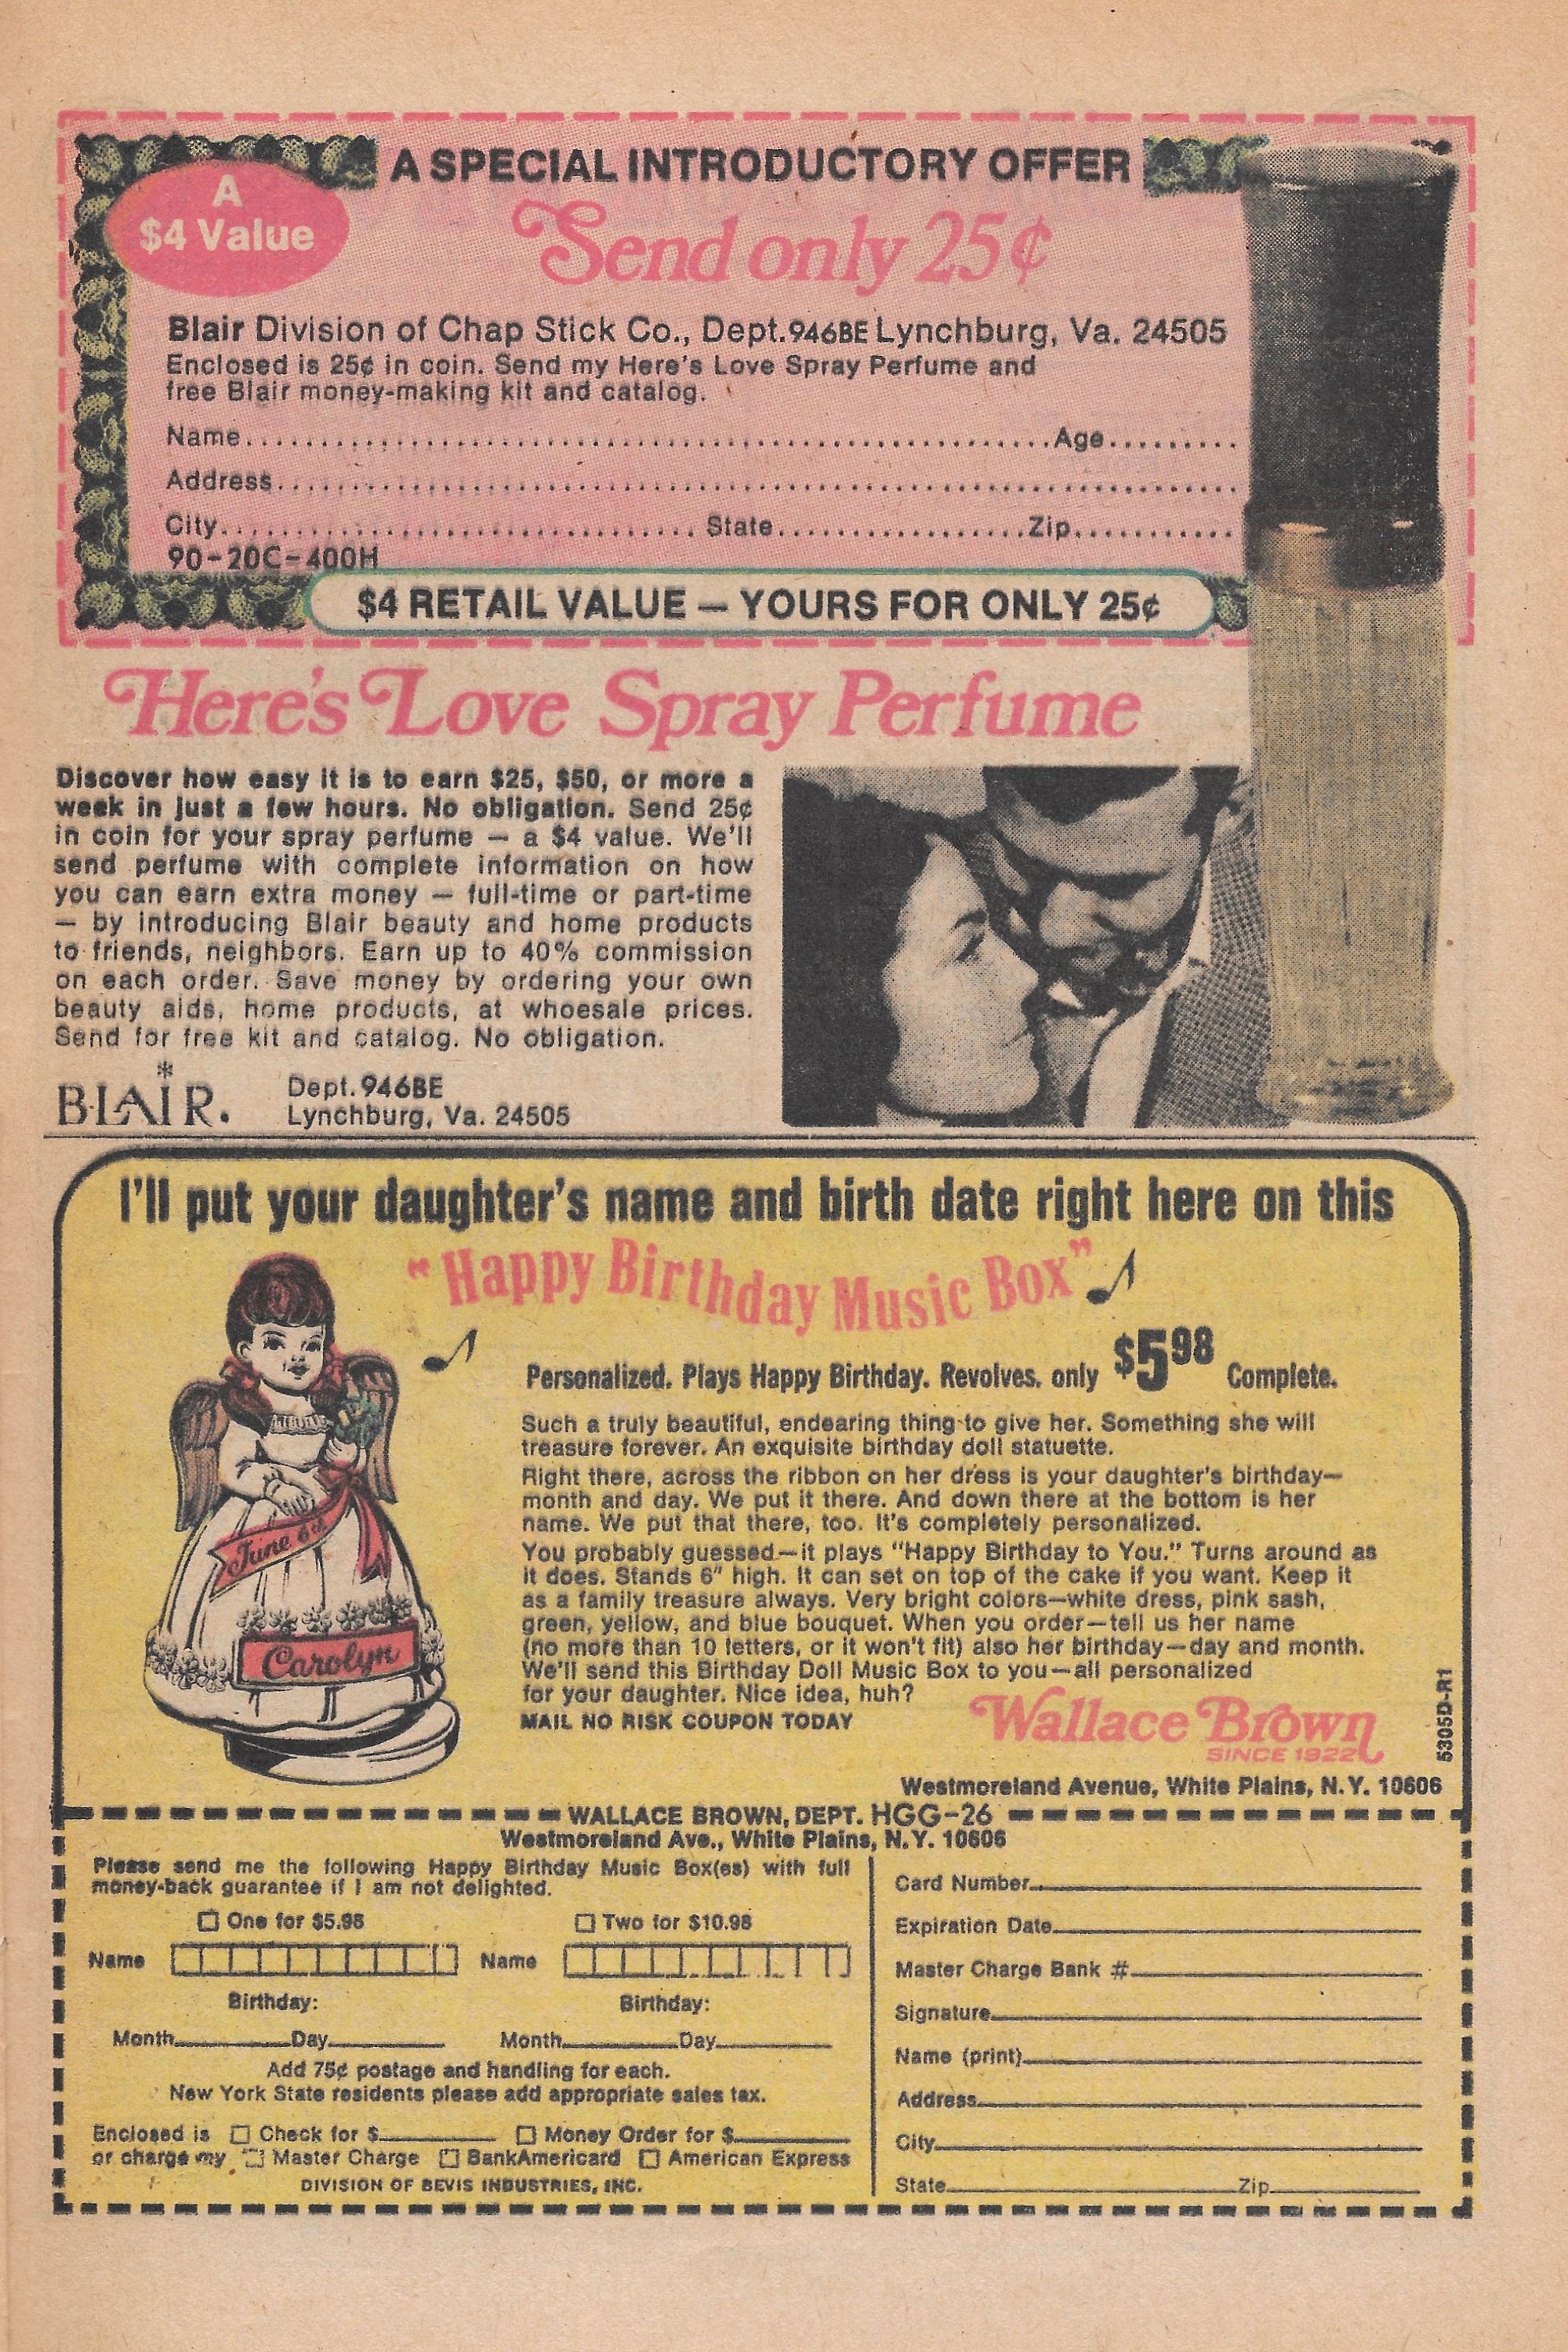 A SPECIAL INTRODUCTORY OFFER
A
$4 Value
Send only 25¢
Blair Division of Chap Stick Co., Dept.946BE Lynchburg, Va. 24505
Enclosed is 25¢ in coin. Send my Here's Love Spray Perfume and
free Blair money-making kit and catalog.
Name Age
Address
City State Zip
90-20C-400H
$4 RETAIL VALUE — YOURS FOR ONLY 25¢
Here's Love Spray Perfume
Discover how easy it is to earn $25, $50, or more a
week in just a few hours. No obligation. Send 25¢
in coin for your spray perfume — a $4 value. We'll
send perfume with complete information on how
you can earn extra money — full-time or part-time
— by introducing Blair beauty and home products
to friends, neighbors. Earn up to 40% commission
on each order. Save money by ordering your own
beauty aids, home products, at whoesale prices.
Send for free kit and catalog. No obligation.
BLAIR.
Dept. 946BE
Lynchburg, Va. 24505
I'll put your daughter's name and birth date right here on this
"Happy Birthday Music Box"
Personalized. Plays Happy Birthday. Revolves. only $5.98 Complete.
Such a truly beautiful, endearing thing to give her. Something she will
treasure forever. An exquisite birthday doll statuette.
Right there, across the ribbon on her dress is your daughter's birthday—
month and day. We put it there. And down there at the bottom is her
name. We put that there, too. It's completely personalized.
You probably guessed—it plays "Happy Birthday to You." Turns around as
it does. Stands 6" high. It can set on top of the cake if you want. Keep it
as a family treasure always. Very bright colors—white dress, pink sash,
green, yellow, and blue bouquet. When you order—tell us her name
(no more than 10 letters, or it won't fit) also her birthday—day and month.
We'll send this Birthday Doll Music Box to you—all personalized
for your daughter. Nice idea, huh?
MAIL NO RISK COUPON TODAY
June 6th
Carolyn
Wallace Brown
SINCE 1922
5305D-R1
Westmoreland Avenue, White Plains, N.Y. 10606
WALLACE BROWN, DEPT. HGG-26
Westmoreland Ave., White Plains, N.Y. 10606
Please send me the following Happy Birthday Music Box(es) with full
money-back guarantee if I am not delighted.
One for $5.98 Two for $10.98
Name Name
Birthday: Birthday:
Month Day Month Day
Add 75¢ postage and handling for each.
New York State residents please add appropriate sales tax.
Enclosed is Check for $ Money Order for $
or charge my Master Charge BankAmericard American Express
DIVISION OF BEVIS INDUSTRIES, INC.
Card Number
Expiration Date
Master Charge Bank #
Signature
Name (print)
Address
City
State Zip